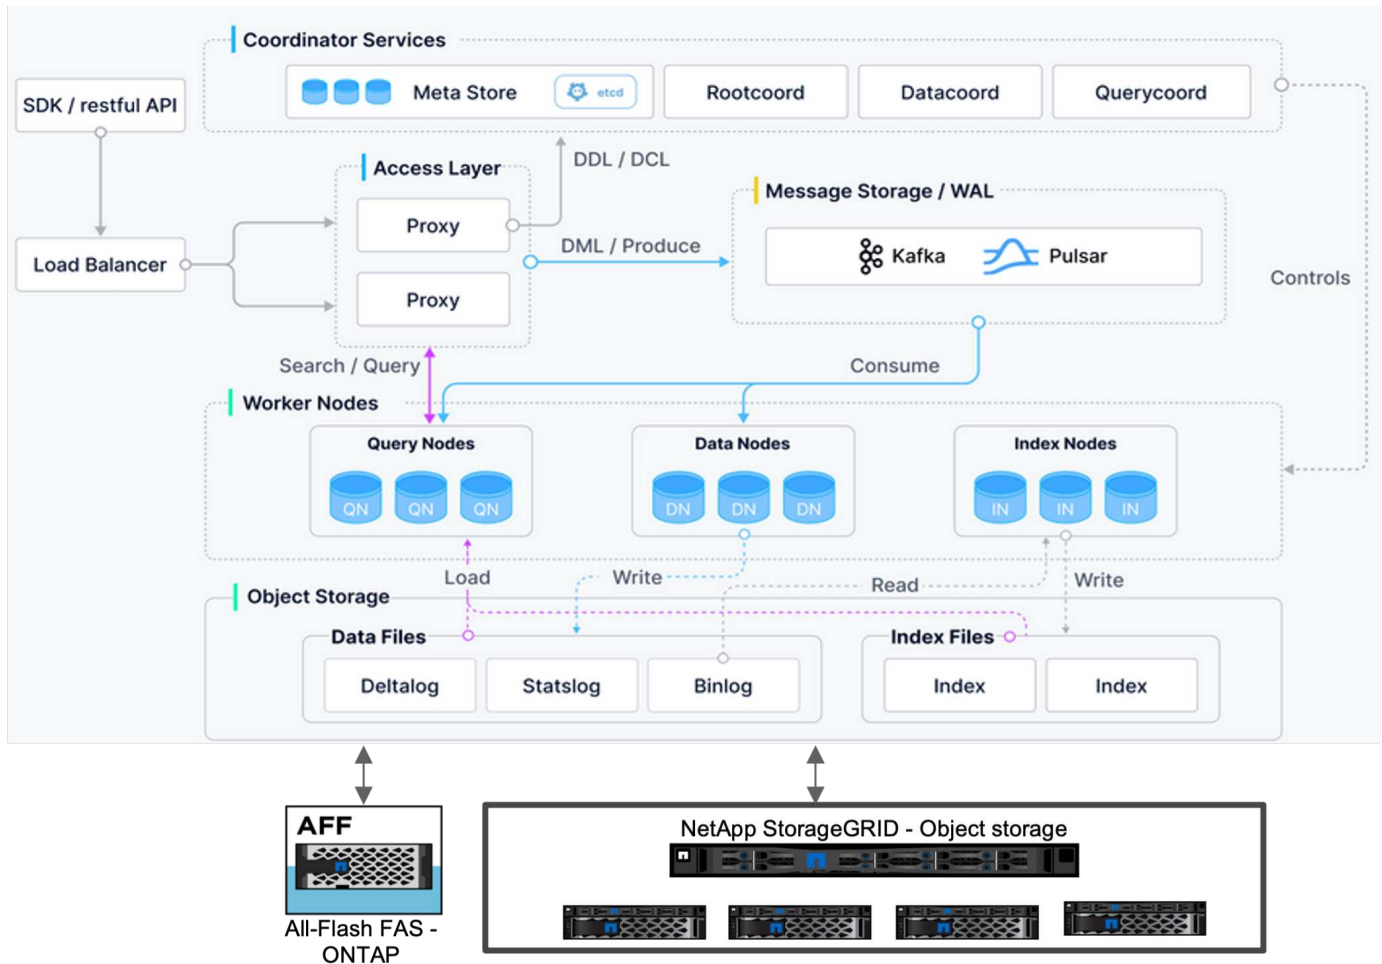 Coordinator Services
SDK / restful API
Meta Store
etcd
Rootcoord
Datacoord
Querycoord
Access Layer
DDL / DCL
Message Storage / WAL
Proxy
Load Balancer
DML / Produce
Kafka
Pulsar
Controls
Proxy
Search / Query
Consume
Worker Nodes
Query Nodes
Data Nodes
Index Nodes
QN
QN
QN
DN
DN
DN
IN
IN
IN
Load
Write
Read
Write
Object Storage
Data Files
Index Files
Deltalog
Statslog
Binlog
Index
Index
AFF
NetApp StorageGRID - Object storage
All-Flash FAS -
ONTAP